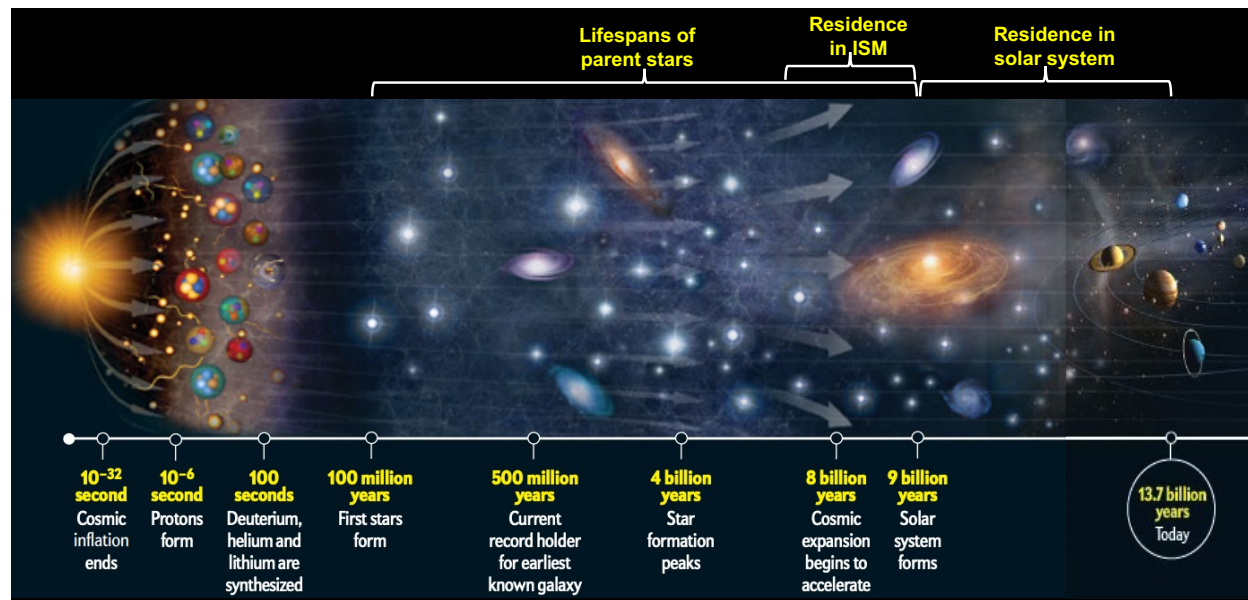 Lifespans of
parent stars
Residence
in ISM
Residence in
solar system
10⁻³² 
second
Cosmic
inflation
ends
10⁻⁶
second
Protons
form
100
seconds
Deuterium,
helium and
lithium are
synthesized
100 million
years
First stars
form
500 million
years
Current
record holder
for earliest
known galaxy
4 billion
years
Star
formation
peaks
8 billion
years
Cosmic
expansion
begins to
accelerate
9 billion
years
Solar
system
forms
13.7 billion
years
Today